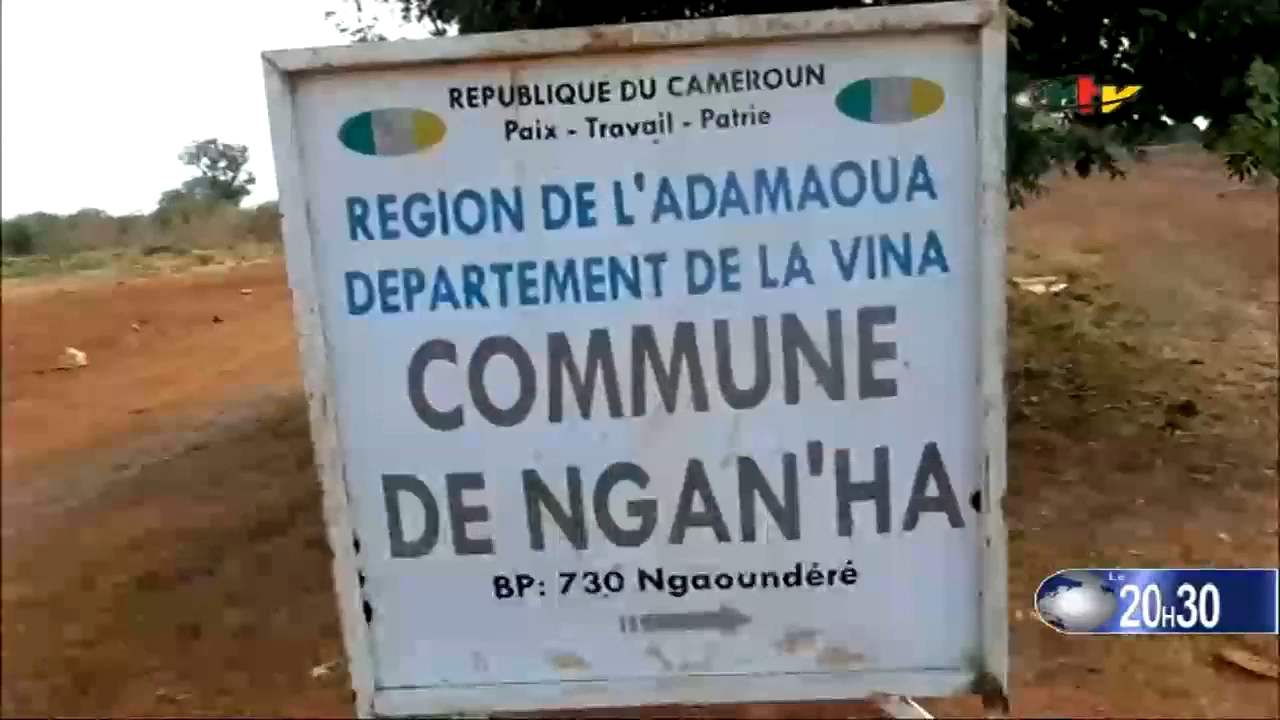 REPUBLIQUE DU CAMEROUN
Paix - Travail - Patrie
REGION DE L'ADAMAOUA
DEPARTEMENT DE LA VINA
COMMUNE
DE NGAN'HA
BP: 730 Ngaoundéré
Le
20H30